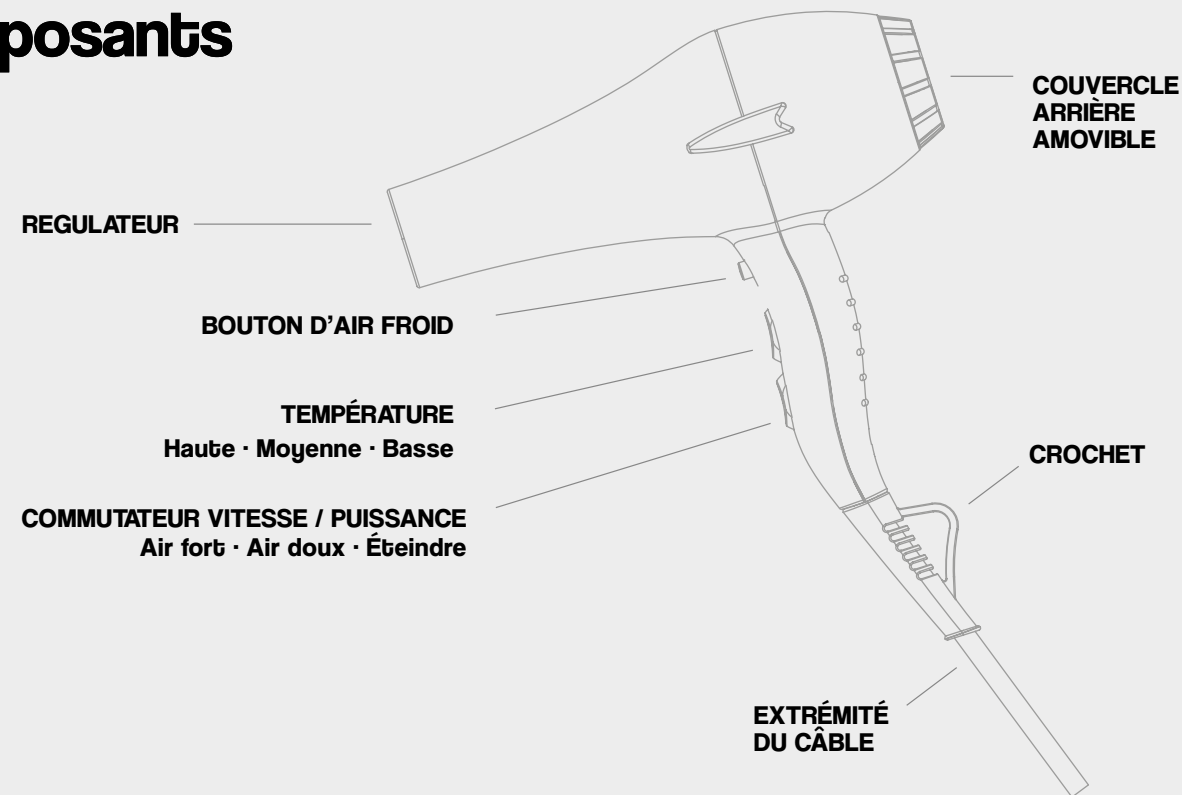 posants
COUVERCLE
ARRIÈRE
AMOVIBLE
REGULATEUR
BOUTON D’AIR FROID
TEMPÉRATURE
Haute · Moyenne · Basse
CROCHET
COMMUTATEUR VITESSE / PUISSANCE
Air fort · Air doux · Éteindre
EXTRÉMITÉ
DU CÂBLE